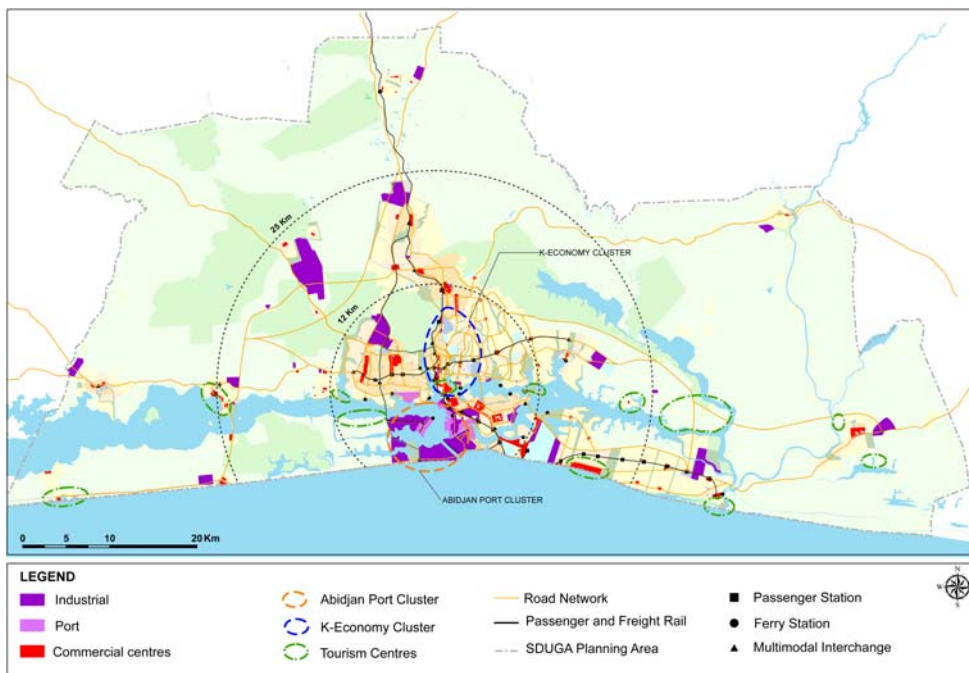 25 Km
K-ECONOMY CLUSTER
12 Km
ABIDJAN PORT CLUSTER
0 5 10 20 Km
LEGEND
Industrial
Port
Commercial centres
Abidjan Port Cluster
K-Economy Cluster
Tourism Centres
Road Network
Passenger and Freight Rail
SDUGA Planning Area
Passenger Station
Ferry Station
Multimodal Interchange
N
W E
S